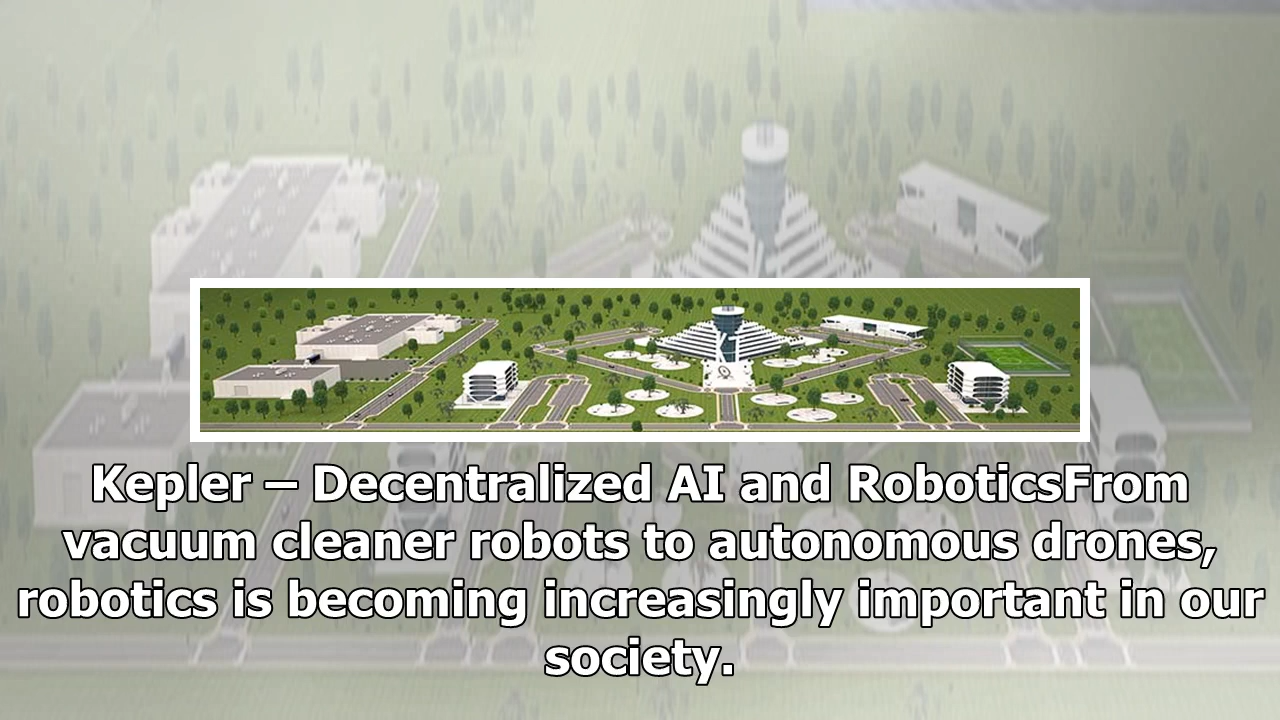 Kepler – Decentralized AI and RoboticsFrom
vacuum cleaner robots to autonomous drones,
robotics is becoming increasingly important in our
society.